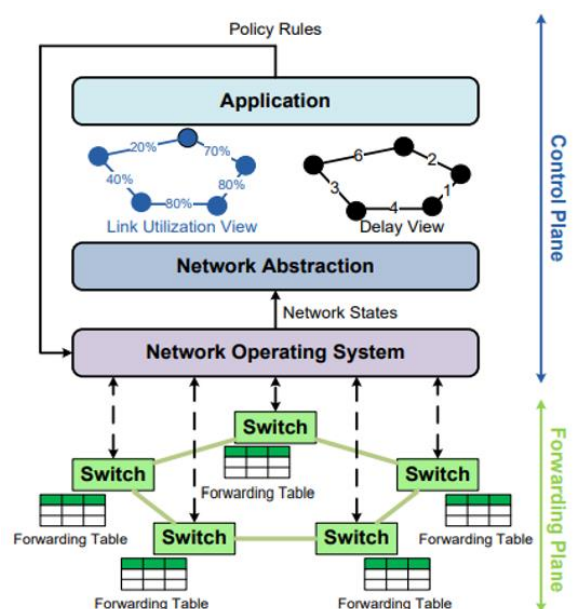 Policy Rules
Application
20%
70%
40%
80%
80%
Link Utilization View
6
2
3
1
4
Delay View
Network Abstraction
Network States
Network Operating System
Control Plane
Switch
Forwarding Table
Switch
Forwarding Table
Switch
Forwarding Table
Switch
Forwarding Table
Switch
Forwarding Table
Forwarding Plane